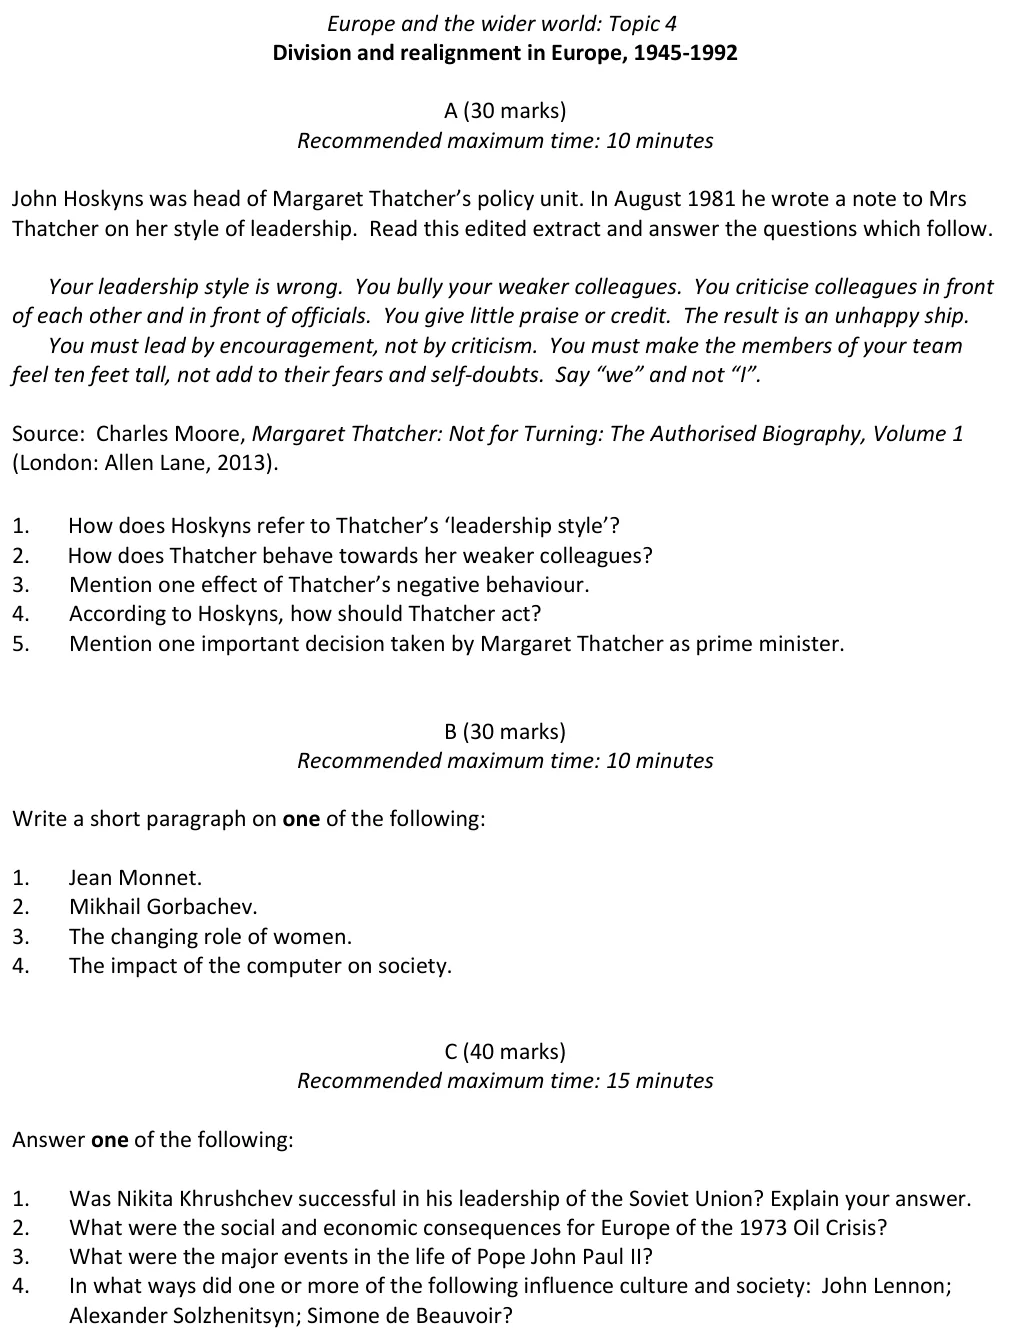 Europe and the wider world: Topic 4
Division and realignment in Europe, 1945-1992
A (30 marks)
Recommended maximum time: 10 minutes
John Hoskyns was head of Margaret Thatcher’s policy unit. In August 1981 he wrote a note to Mrs
Thatcher on her style of leadership.  Read this edited extract and answer the questions which follow.
Your leadership style is wrong.  You bully your weaker colleagues.  You criticise colleagues in front
of each other and in front of officials.  You give little praise or credit.  The result is an unhappy ship.
You must lead by encouragement, not by criticism.  You must make the members of your team
feel ten feet tall, not add to their fears and self-doubts.  Say “we” and not “I”.
Source:  Charles Moore, Margaret Thatcher: Not for Turning: The Authorised Biography, Volume 1
(London: Allen Lane, 2013).
1. How does Hoskyns refer to Thatcher’s ‘leadership style’?
2. How does Thatcher behave towards her weaker colleagues?
3. Mention one effect of Thatcher’s negative behaviour.
4. According to Hoskyns, how should Thatcher act?
5. Mention one important decision taken by Margaret Thatcher as prime minister.
B (30 marks)
Recommended maximum time: 10 minutes
Write a short paragraph on one of the following:
1. Jean Monnet.
2. Mikhail Gorbachev.
3. The changing role of women.
4. The impact of the computer on society.
C (40 marks)
Recommended maximum time: 15 minutes
Answer one of the following:
1. Was Nikita Khrushchev successful in his leadership of the Soviet Union? Explain your answer.
2. What were the social and economic consequences for Europe of the 1973 Oil Crisis?
3. What were the major events in the life of Pope John Paul II?
4. In what ways did one or more of the following influence culture and society:  John Lennon;
Alexander Solzhenitsyn; Simone de Beauvoir?